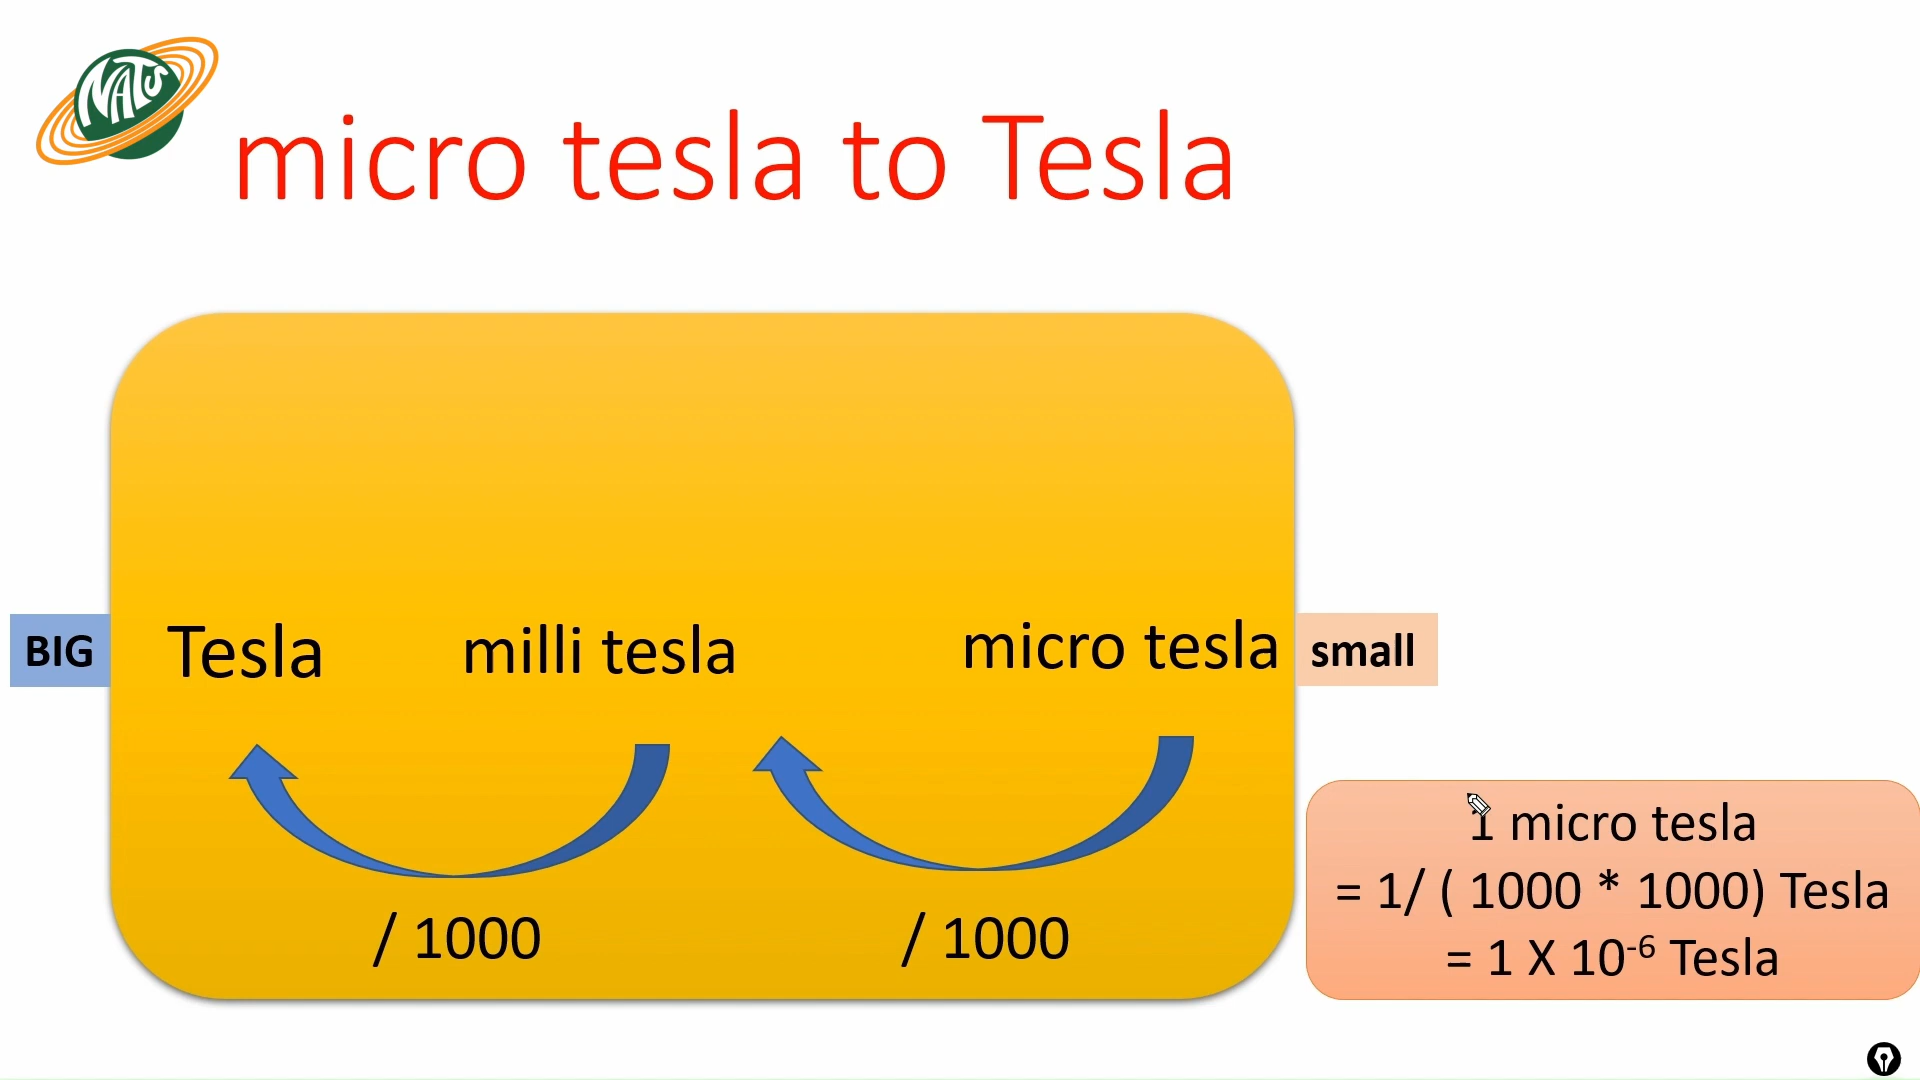 NATS
micro tesla to Tesla
BIG
Tesla
milli tesla
micro tesla
small
/ 1000
/ 1000
1 micro tesla
= 1/ ( 1000 * 1000) Tesla
= 1 X 10⁻⁶ Tesla